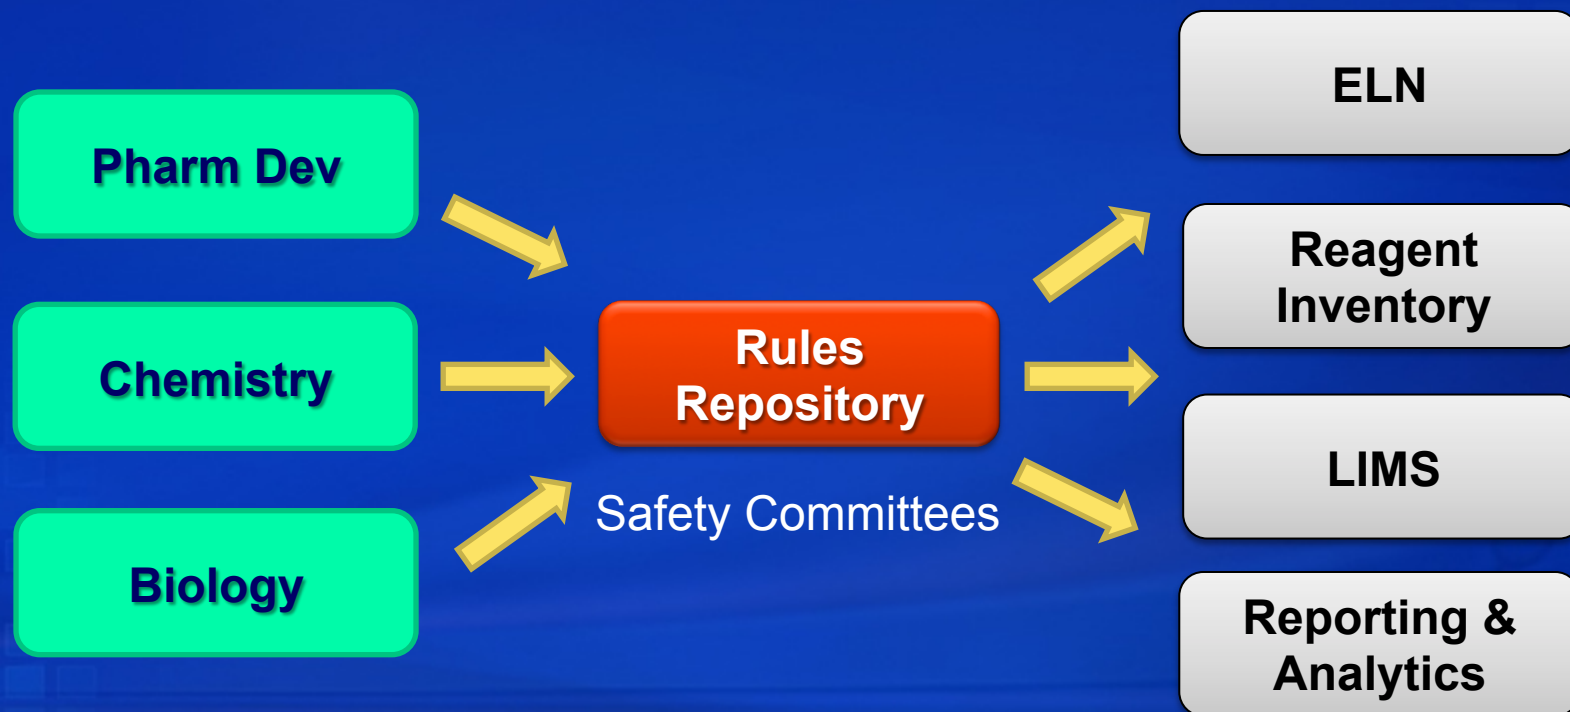 Pharm Dev
Chemistry
Biology
Rules
Repository
Safety Committees
ELN
Reagent
Inventory
LIMS
Reporting &
Analytics